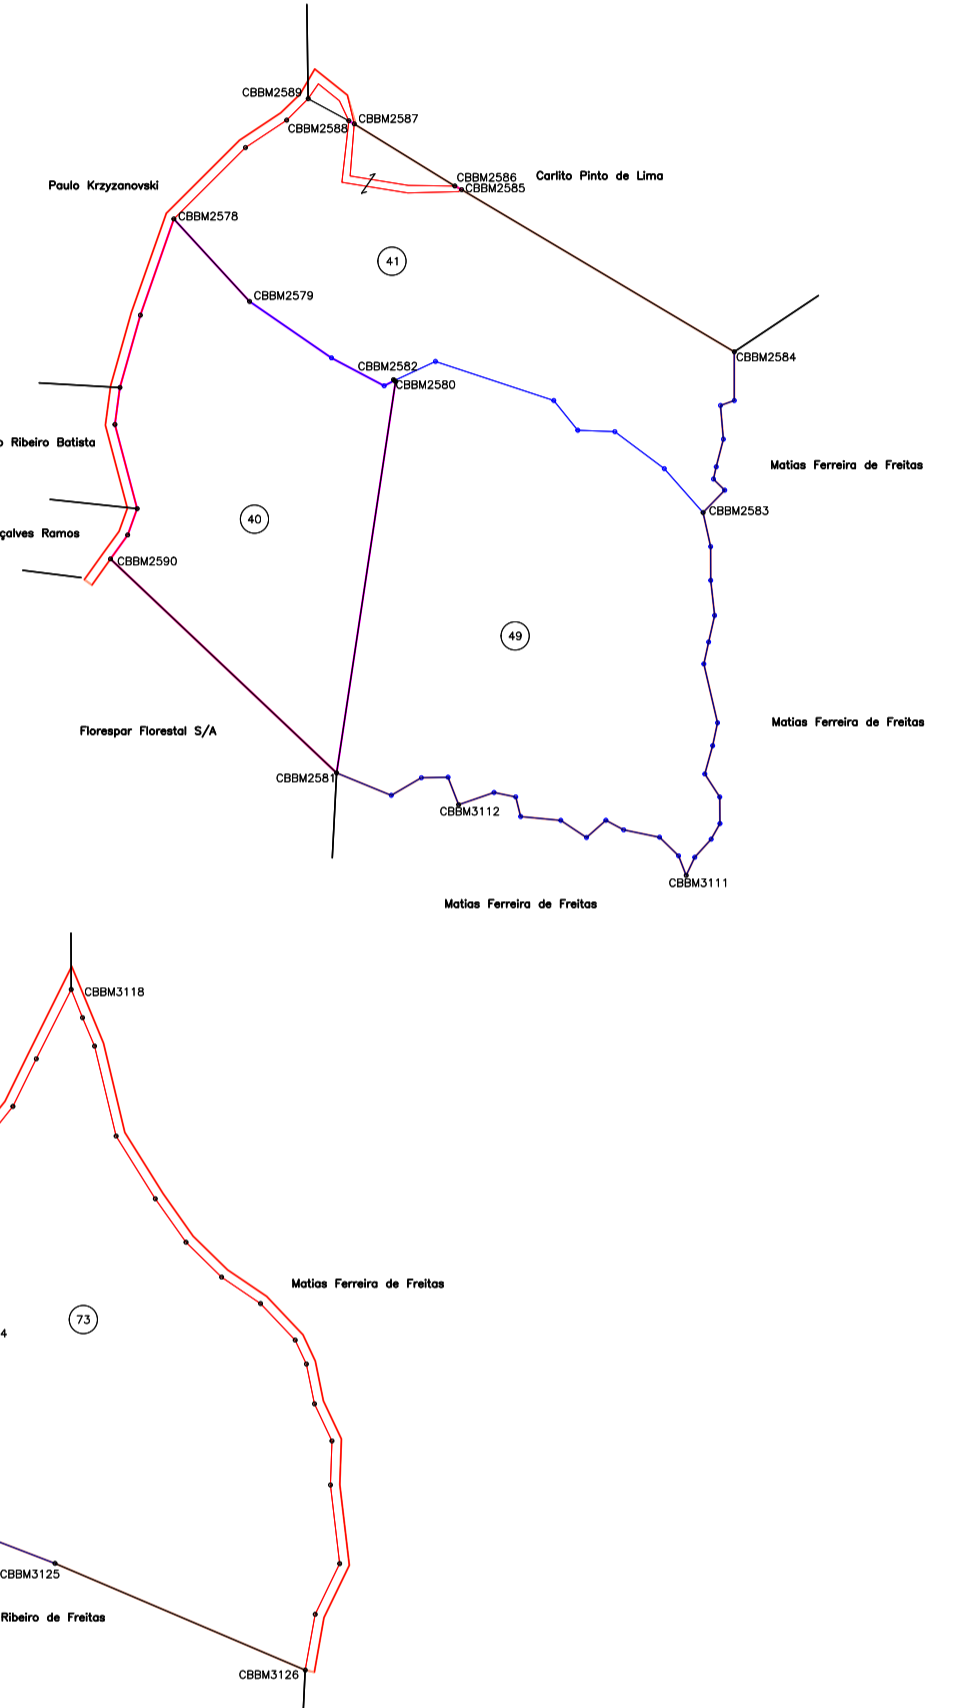 CBBM2589
CBBM2587
CBBM2588
CBBM2586
Carlito Pinto de Lima
Paulo Krzyzanovski
CBBM2585
CBBM2578
41
CBBM2579
CBBM2584
CBBM2582
CBBM2580
o Ribeiro Batista
Matias Ferreira de Freitas
CBBM2583
40
çalves Ramos
CBBM2590
49
Matias Ferreira de Freitas
Florespar Florestal S/A
CBBM2581
CBBM3112
CBBM3111
Matias Ferreira de Freitas
CBBM3118
Matias Ferreira de Freitas
73
4
CBBM3125
Ribeiro de Freitas
CBBM3126